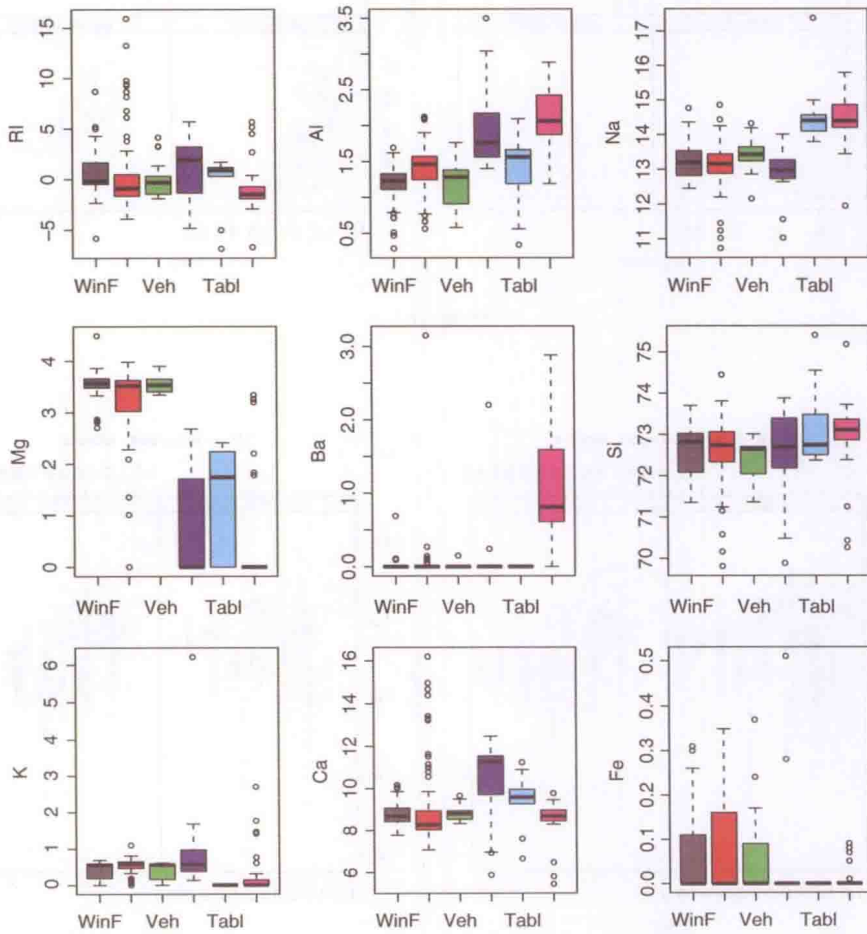 RI
15
10
5
0
−5
WinF Veh Tabl
Al
3.5
2.5
1.5
0.5
WinF Veh Tabl
Na
17
16
15
14
13
12
11
WinF Veh Tabl
Mg
4
3
2
1
0
WinF Veh Tabl
Ba
3.0
2.0
1.0
0.0
WinF Veh Tabl
Si
75
74
73
72
71
70
WinF Veh Tabl
K
6
5
4
3
2
1
0
WinF Veh Tabl
Ca
16
14
12
10
8
6
WinF Veh Tabl
Fe
0.5
0.4
0.3
0.2
0.1
0.0
WinF Veh Tabl